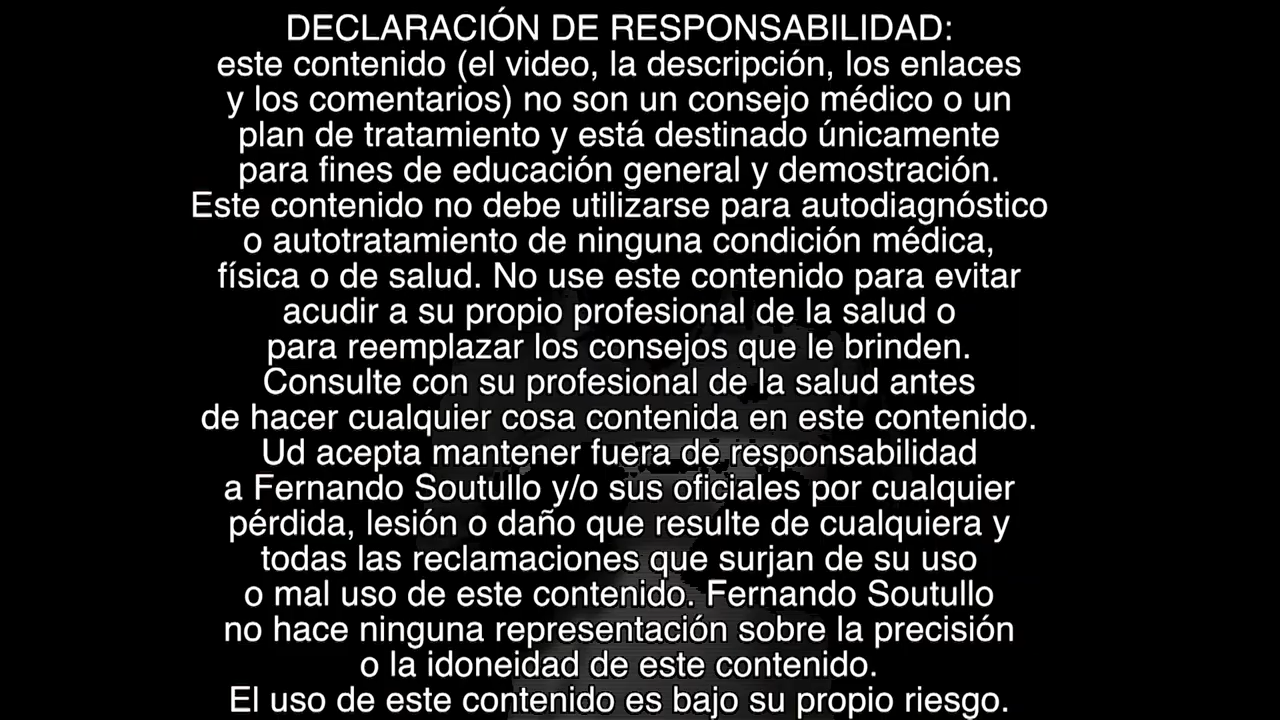 DECLARACIÓN DE RESPONSABILIDAD:
este contenido (el video, la descripción, los enlaces
y los comentarios) no son un consejo médico o un
plan de tratamiento y está destinado únicamente
para fines de educación general y demostración.
Este contenido no debe utilizarse para autodiagnóstico
o autotratamiento de ninguna condición médica,
física o de salud. No use este contenido para evitar
acudir a su propio profesional de la salud o
para reemplazar los consejos que le brinden.
Consulte con su profesional de la salud antes
de hacer cualquier cosa contenida en este contenido.
Ud acepta mantener fuera de responsabilidad
a Fernando Soutullo y/o sus oficiales por cualquier
pérdida, lesión o daño que resulte de cualquiera y
todas las reclamaciones que surjan de su uso
o mal uso de este contenido. Fernando Soutullo
no hace ninguna representación sobre la precisión
o la idoneidad de este contenido.
El uso de este contenido es bajo su propio riesgo.